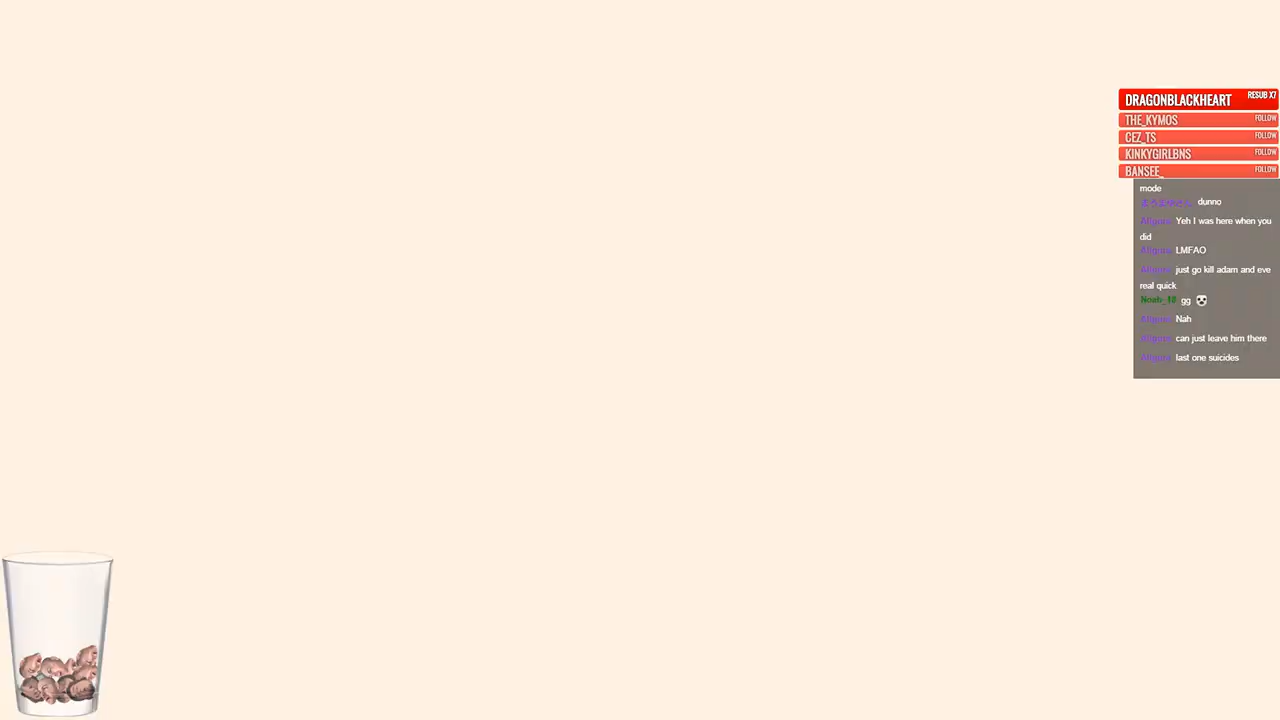 DRAGONBLACKHEART RESUB X7
THE_KYMOS FOLLOW
CEZ_TS FOLLOW
KINKYGIRLBNS FOLLOW
BANSEE_ FOLLOW
mode
dunno
Yeh I was here when you
did
LMFAO
just go kill adam and eve
real quick
gg
Nah
can just leave him there
last one suicides